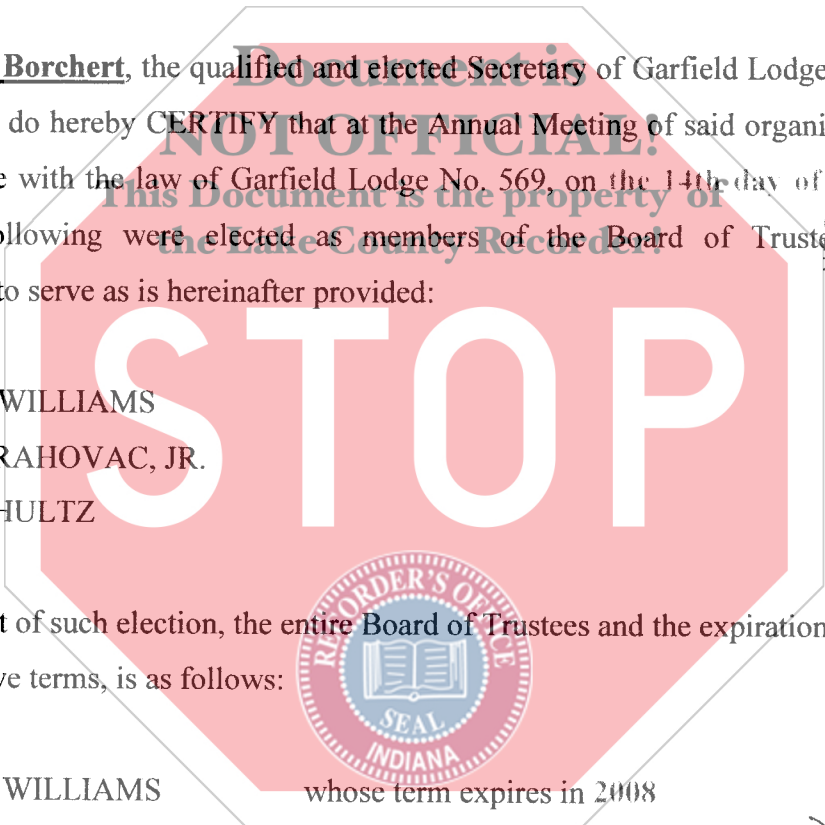 Document is
Borchert, the qualified and elected Secretary of Garfield Lodge
do hereby CERTIFY that at the Annual Meeting of said organi
NOT OFFICIAL!
e with the law of Garfield Lodge No. 569, on the 14th day of
This Document is the property of
ollowing were elected as members of the Board of Truste
the Lake County Recorder!
to serve as is hereinafter provided:
STOP
WILLIAMS
RAHOVAC, JR.
HULTZ
RECORDER'S OFFICE
t of such election, the entire Board of Trustees and the expiration
ve terms, is as follows:
SEAL
INDIANA
WILLIAMS whose term expires in 2008